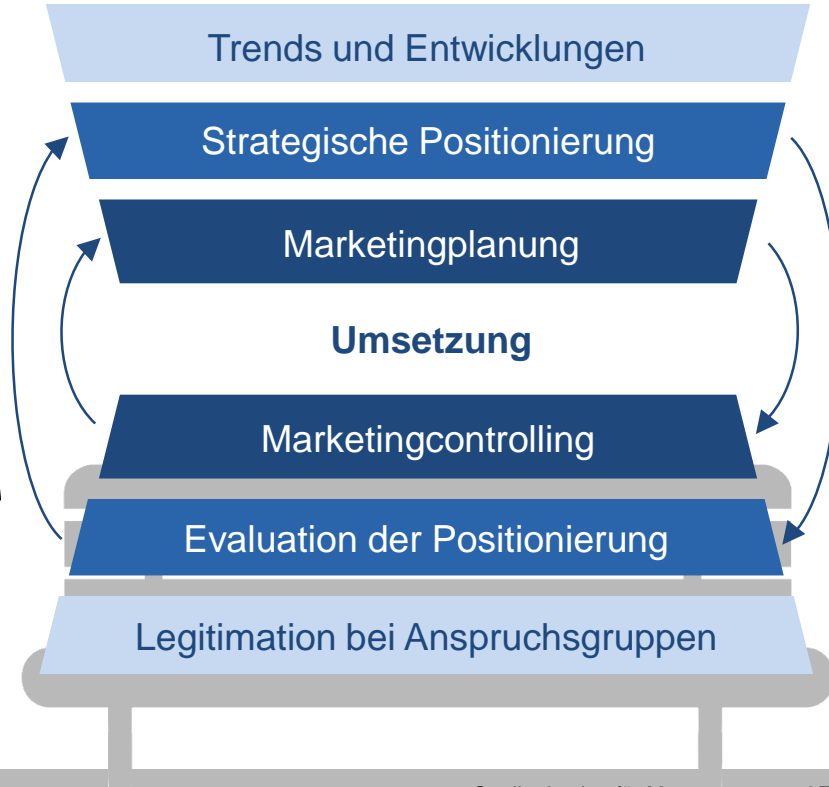 Trends und Entwicklungen
Strategische Positionierung
Marketingplanung
Umsetzung
Marketingcontrolling
Evaluation der Positionierung
Legitimation bei Anspruchsgruppen